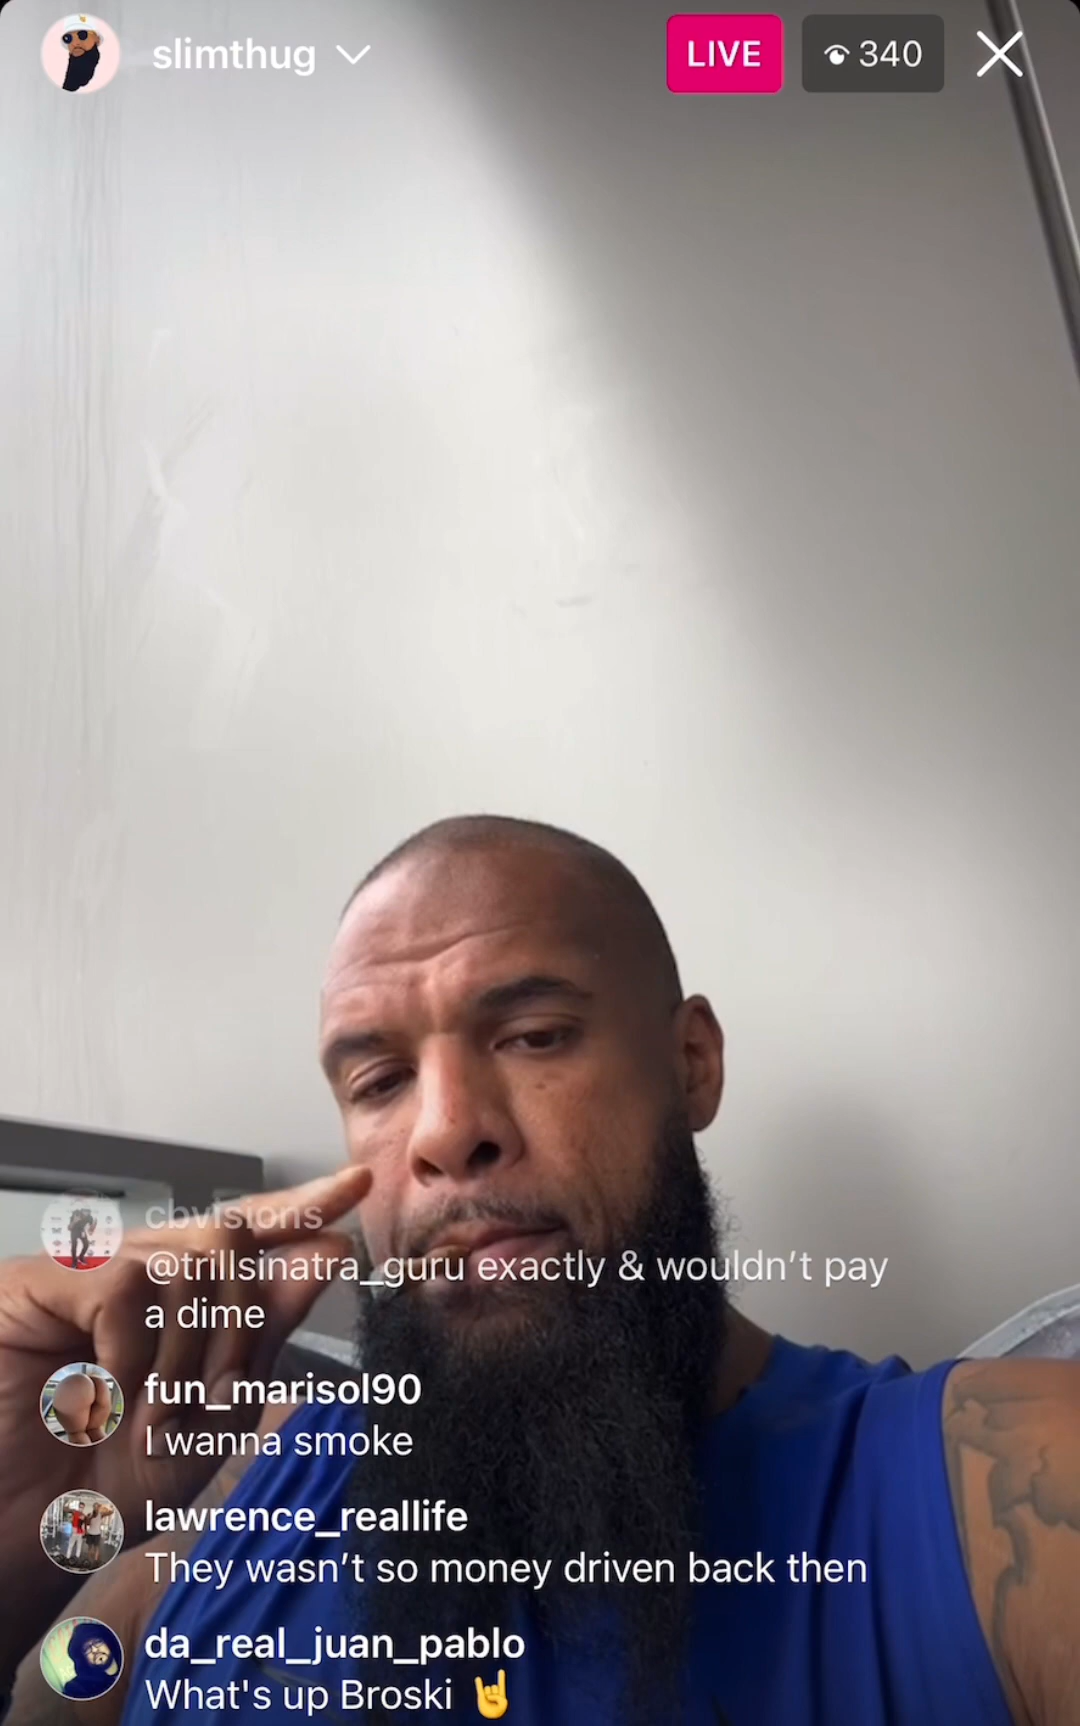 slimthug
LIVE
340
cbvisions
@trillsinatra_guru exactly & wouldn’t pay
a dime
fun_marisol90
I wanna smoke
lawrence_reallife
They wasn’t so money driven back then
da_real_juan_pablo
What's up Broski 🤘